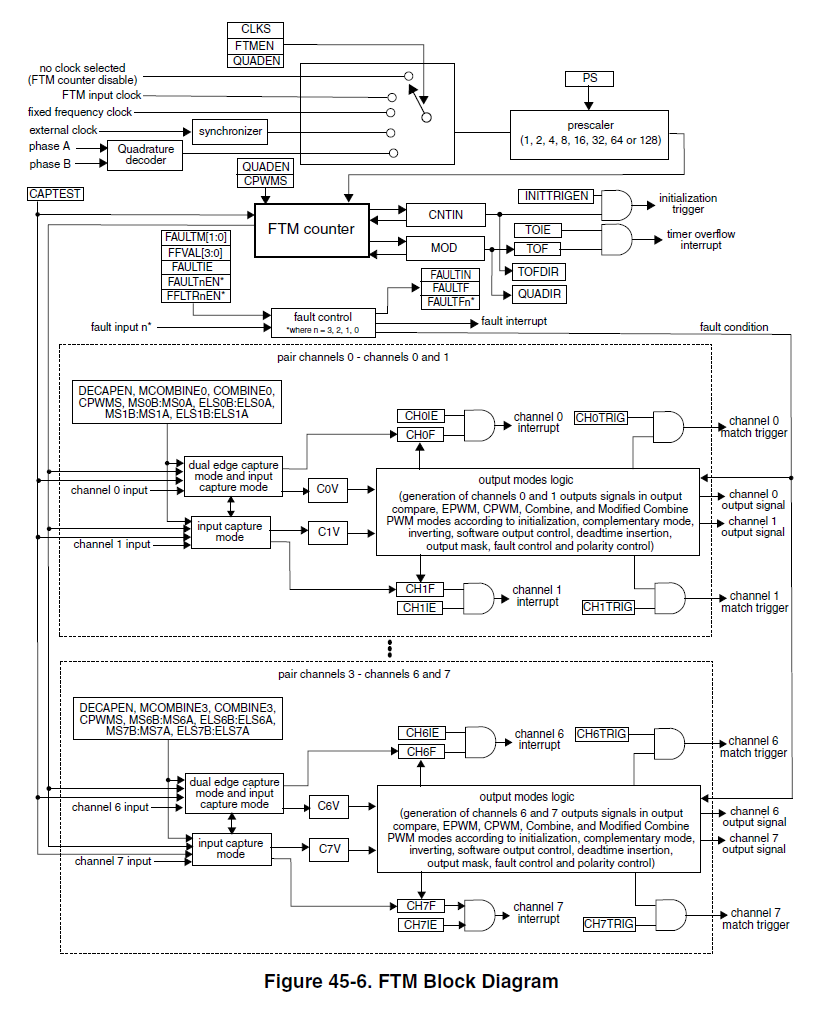 CLKS
FTMEN
QUADEN
no clock selected
(FTM counter disable)
FTM input clock
fixed frequency clock
external clock
synchronizer
phase A
phase B
Quadrature
decoder
PS
prescaler
(1, 2, 4, 8, 16, 32, 64 or 128)
QUADEN
CPWMS
CAPTEST
FTM counter
CNTIN
MOD
INITTRIGEN
initialization
trigger
TOIE
TOF
timer overflow
interrupt
TOFDIR
QUADIR
FAULTM[1:0]
FFVAL[3:0]
FAULTIE
FAULTnEN*
FFLTRnEN*
FAULTIN
FAULTF
FAULTFn*
fault input n*
fault control
*where n = 3, 2, 1, 0
fault interrupt
fault condition
pair channels 0 - channels 0 and 1
DECAPEN, MCOMBINE0, COMBINE0,
CPWMS, MS0B:MS0A, ELS0B:ELS0A,
MS1B:MS1A, ELS1B:ELS1A
CH0IE
CH0F
channel 0
interrupt
CH0TRIG
channel 0
match trigger
channel 0 input
dual edge capture
mode and input
capture mode
C0V
channel 1 input
input capture
mode
C1V
output modes logic
(generation of channels 0 and 1 outputs signals in output
compare, EPWM, CPWM, Combine, and Modified Combine
PWM modes according to initialization, complementary mode,
inverting, software output control, deadtime insertion,
output mask, fault control and polarity control)
channel 0
output signal
channel 1
output signal
CH1F
CH1IE
channel 1
interrupt
CH1TRIG
channel 1
match trigger
pair channels 3 - channels 6 and 7
DECAPEN, MCOMBINE3, COMBINE3,
CPWMS, MS6B:MS6A, ELS6B:ELS6A,
MS7B:MS7A, ELS7B:ELS7A
CH6IE
CH6F
channel 6
interrupt
CH6TRIG
channel 6
match trigger
channel 6 input
dual edge capture
mode and input
capture mode
C6V
channel 7 input
input capture
mode
C7V
output modes logic
(generation of channels 6 and 7 outputs signals in output
compare, EPWM, CPWM, Combine, and Modified Combine
PWM modes according to initialization, complementary mode,
inverting, software output control, deadtime insertion,
output mask, fault control and polarity control)
channel 6
output signal
channel 7
output signal
CH7F
CH7IE
channel 7
interrupt
CH7TRIG
channel 7
match trigger
Figure 45-6. FTM Block Diagram